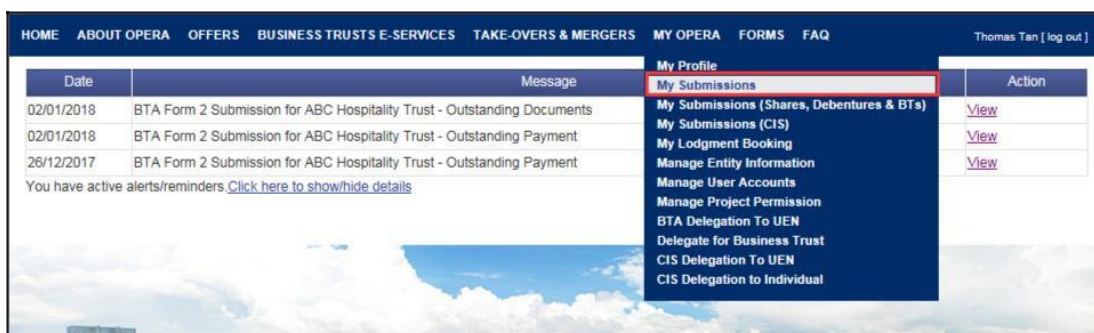 HOME ABOUT OPERA OFFERS BUSINESS TRUSTS E-SERVICES TAKE-OVERS & MERGERS MY OPERA FORMS FAQ Thomas Tan [ log out ]
Date Message Action
02/01/2018 BTA Form 2 Submission for ABC Hospitality Trust - Outstanding Documents View
02/01/2018 BTA Form 2 Submission for ABC Hospitality Trust - Outstanding Payment View
26/12/2017 BTA Form 2 Submission for ABC Hospitality Trust - Outstanding Payment View
You have active alerts/reminders.Click here to show/hide details
My Profile
My Submissions
My Submissions (Shares, Debentures & BTs)
My Submissions (CIS)
My Lodgment Booking
Manage Entity Information
Manage User Accounts
Manage Project Permission
BTA Delegation To UEN
Delegate for Business Trust
CIS Delegation To UEN
CIS Delegation to Individual